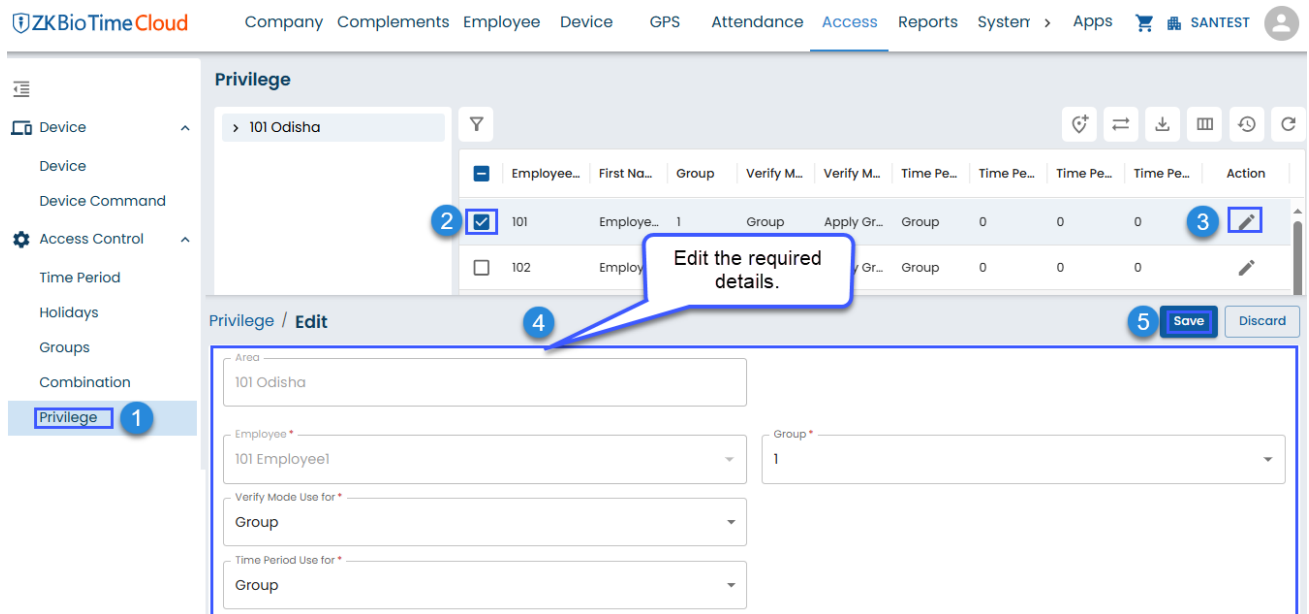 ZKBioTime Cloud Company Complements Employee Device GPS Attendance Access Reports System > Apps SANTEST
Privilege
Device
Device
Device Command
Access Control
Time Period
Holidays
Groups
Combination
Privilege 1
> 101 Odisha
Employee... First Na... Group Verify M... Verify M... Time Pe... Time Pe... Time Pe... Time Pe... Action
2 101 Employe... 1 Group Apply Gr... Group 0 0 0 3
102 Group 0 0 0
Edit the required
details.
Privilege / Edit 4 5 Save Discard
Area
101 Odisha
Employee * Group *
101 Employee1 1
Verify Mode Use for *
Group
Time Period Use for *
Group